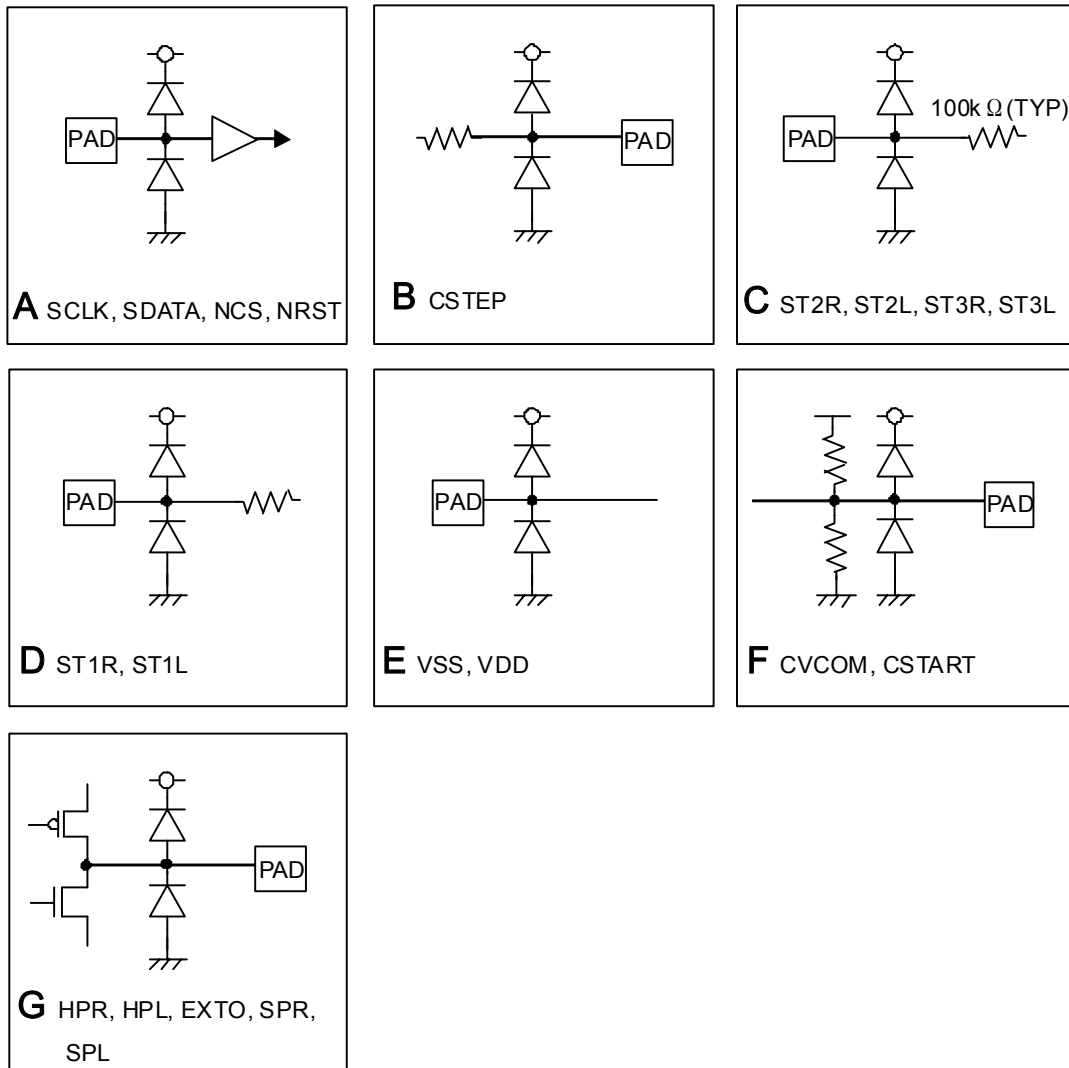 PAD
A SCLK, SDATA, NCS, NRST
PAD
B CSTEP
100k Ω (TYP)
PAD
C ST2R, ST2L, ST3R, ST3L
PAD
D ST1R, ST1L
PAD
E VSS, VDD
PAD
F CVCOM, CSTART
PAD
G HPR, HPL, EXTO, SPR,
SPL